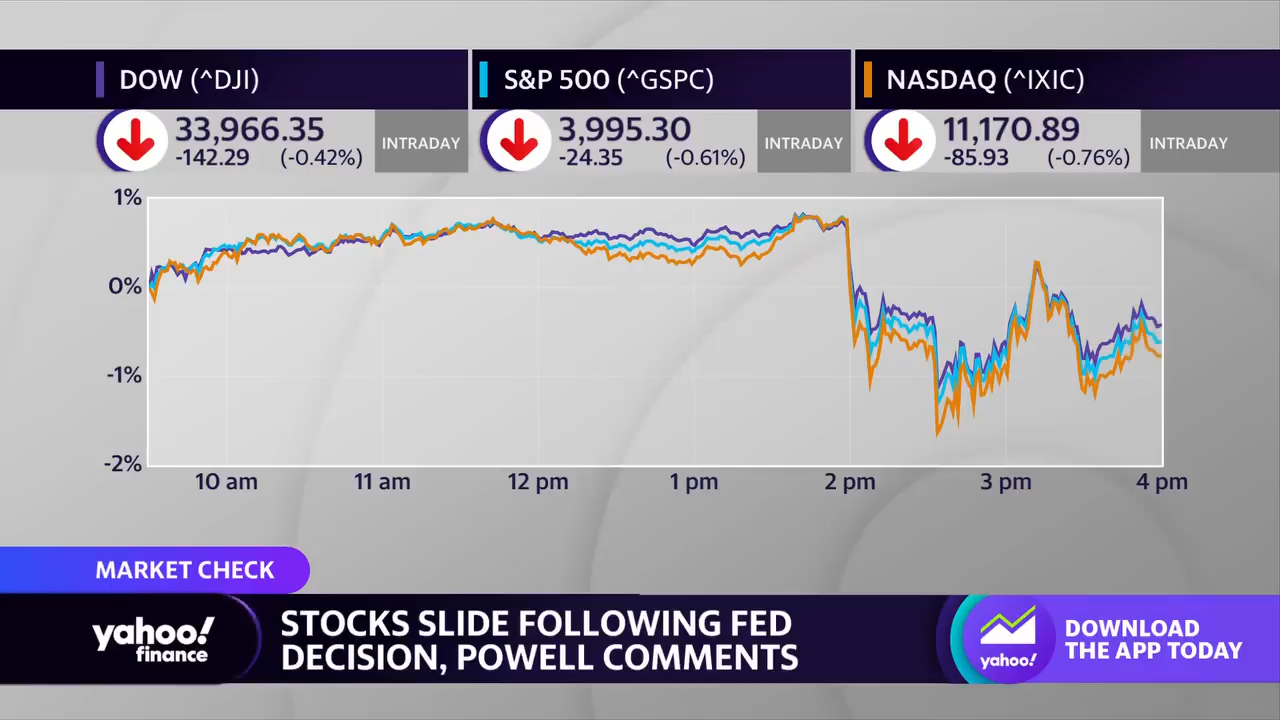 DOW (^DJI)
33,966.35
-142.29 (-0.42%)
INTRADAY
S&P 500 (^GSPC)
3,995.30
-24.35 (-0.61%)
INTRADAY
NASDAQ (^IXIC)
11,170.89
-85.93 (-0.76%)
INTRADAY
1%
0%
-1%
-2%
10 am 11 am 12 pm 1 pm 2 pm 3 pm 4 pm
MARKET CHECK
yahoo!
finance
STOCKS SLIDE FOLLOWING FED
DECISION, POWELL COMMENTS
yahoo!
DOWNLOAD
THE APP TODAY